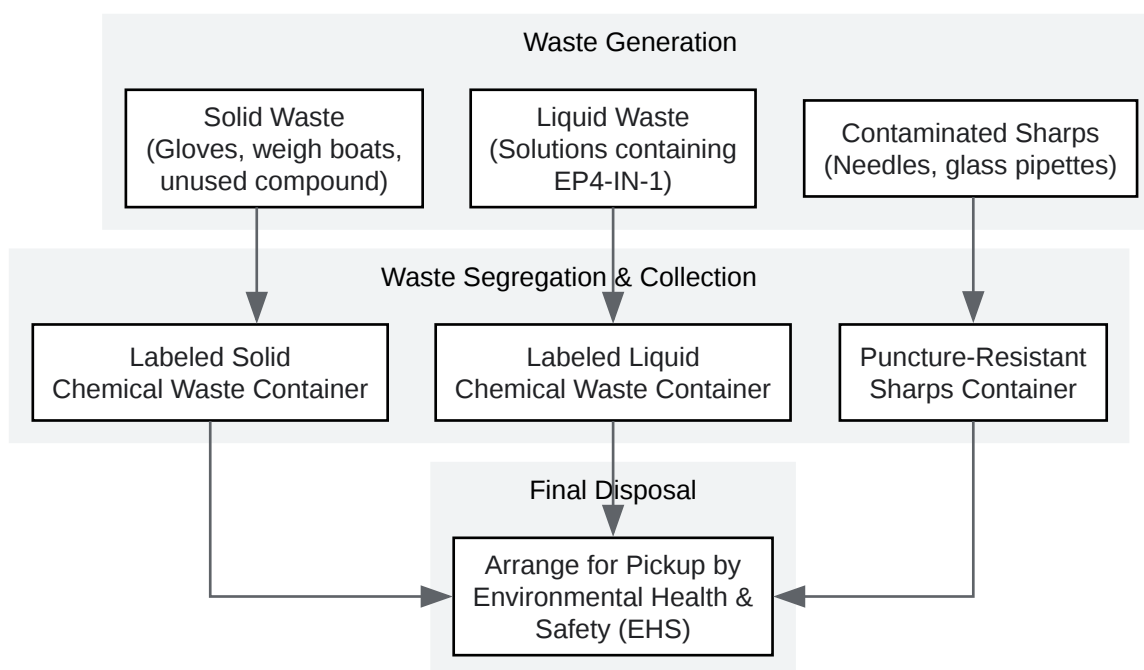 Waste Generation
Solid Waste
(Gloves, weigh boats,
unused compound)
Liquid Waste
(Solutions containing
EP4-IN-1)
Contaminated Sharps
(Needles, glass pipettes)
Waste Segregation & Collection
Labeled Solid
Chemical Waste Container
Labeled Liquid
Chemical Waste Container
Puncture-Resistant
Sharps Container
Final Disposal
Arrange for Pickup by
Environmental Health &
Safety (EHS)